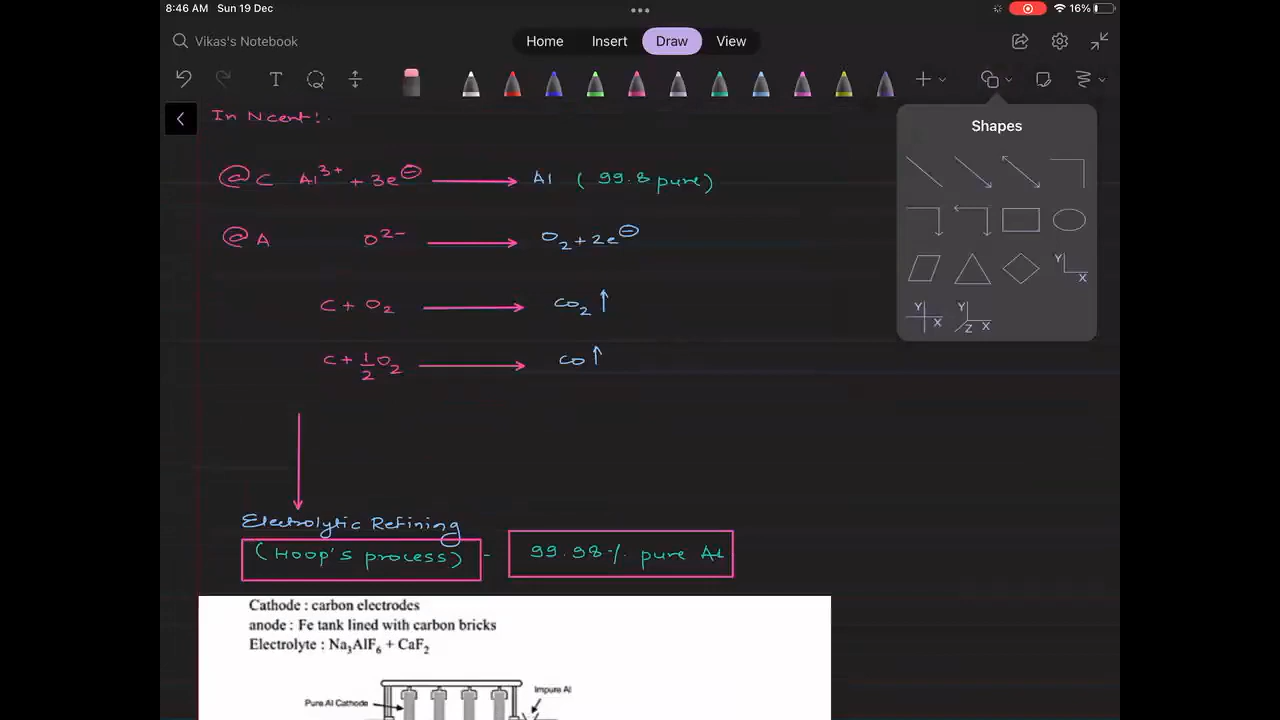 8:46 AM Sun 19 Dec
16%
Vikas's Notebook
Home Insert Draw View
In Ncert!.
Shapes
@ C Al³⁺ + 3e⊖ ⟶ Al (99.8 pure)
@ A O²⁻ ⟶ O₂ + 2e⊖
C + O₂ ⟶ CO₂ ↑
C + 1/2 O₂ ⟶ CO ↑
Electrolytic Refining
(Hoop's process) - 99.98% pure Al
Cathode : carbon electrodes
anode : Fe tank lined with carbon bricks
Electrolyte : Na₃AlF₆ + CaF₂
Impure Al
Pure Al Cathode